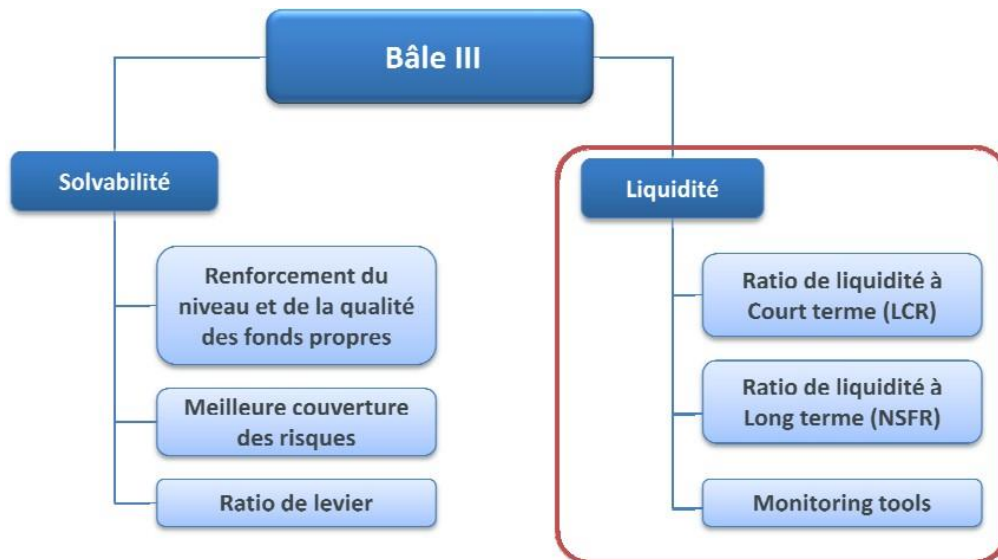 Bâle III
Solvabilité
Renforcement du
niveau et de la qualité
des fonds propres
Meilleure couverture
des risques
Ratio de levier
Liquidité
Ratio de liquidité à
Court terme (LCR)
Ratio de liquidité à
Long terme (NSFR)
Monitoring tools